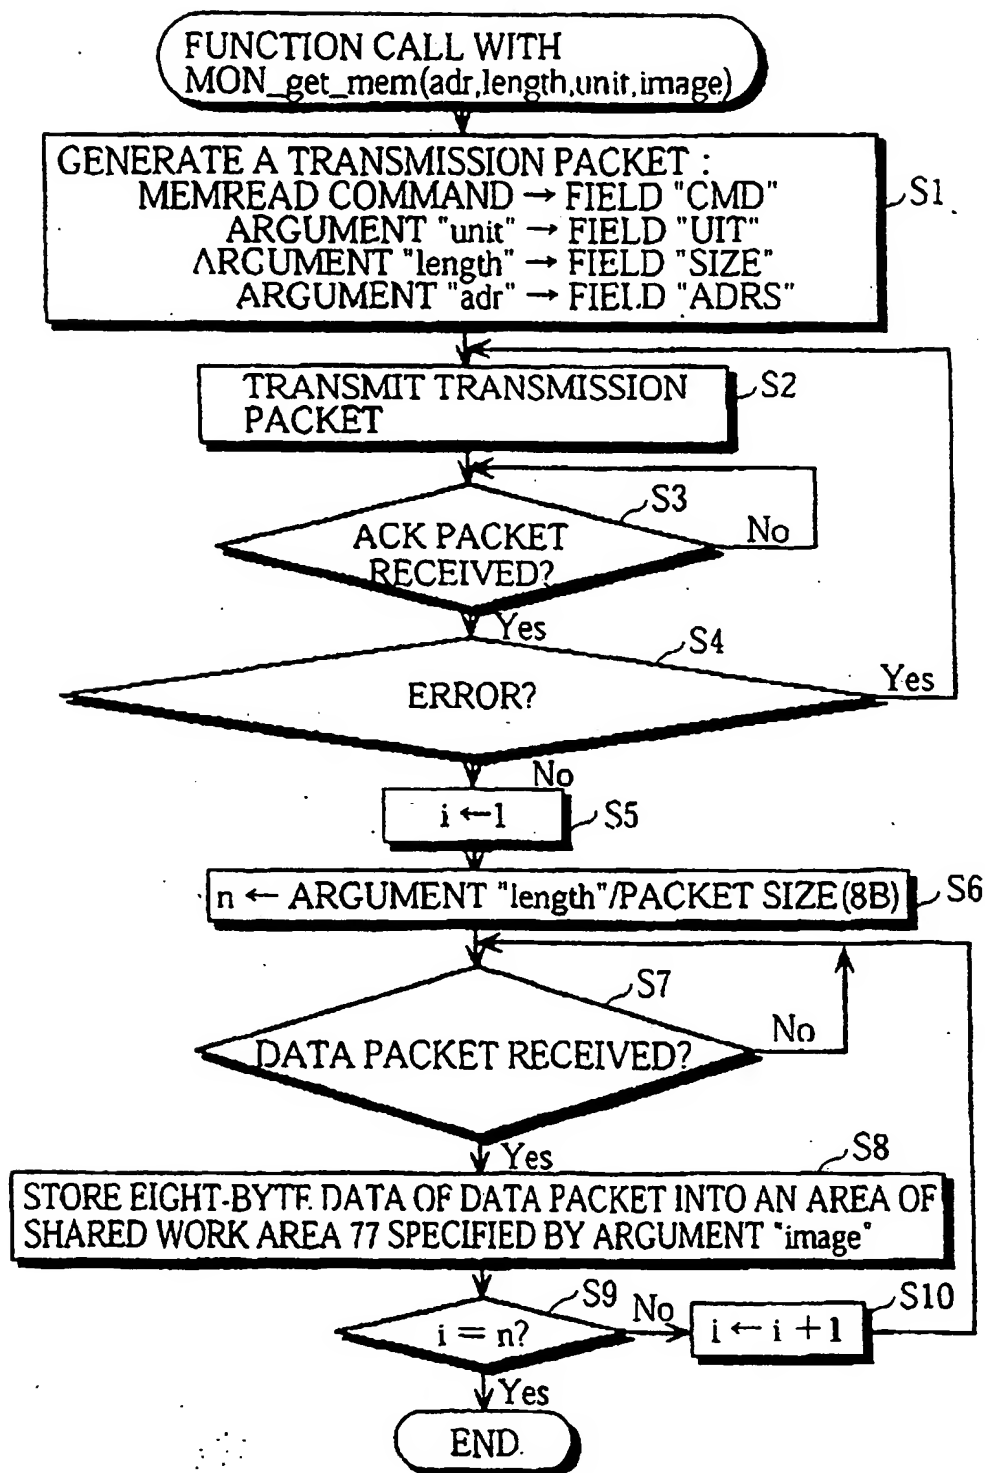 FUNCTION CALL WITH
MON_get_mem(adr,length,unit,image)
GENERATE A TRANSMISSION PACKET :
MEMREAD COMMAND → FIELD "CMD"
ARGUMENT "unit" → FIELD "UIT"
ARGUMENT "length" → FIELD "SIZE"
ARGUMENT "adr" → FIELD "ADRS"
S1
TRANSMIT TRANSMISSION
PACKET
S2
S3
ACK PACKET
RECEIVED?
No
Yes
S4
ERROR?
Yes
No
i ← 1
S5
n ← ARGUMENT "length"/PACKET SIZE(8B)
S6
S7
DATA PACKET RECEIVED?
No
Yes
S8
STORE EIGHT-BYTE DATA OF DATA PACKET INTO AN AREA OF
SHARED WORK AREA 77 SPECIFIED BY ARGUMENT "image"
S9
i = n?
No
S10
i ← i + 1
Yes
END